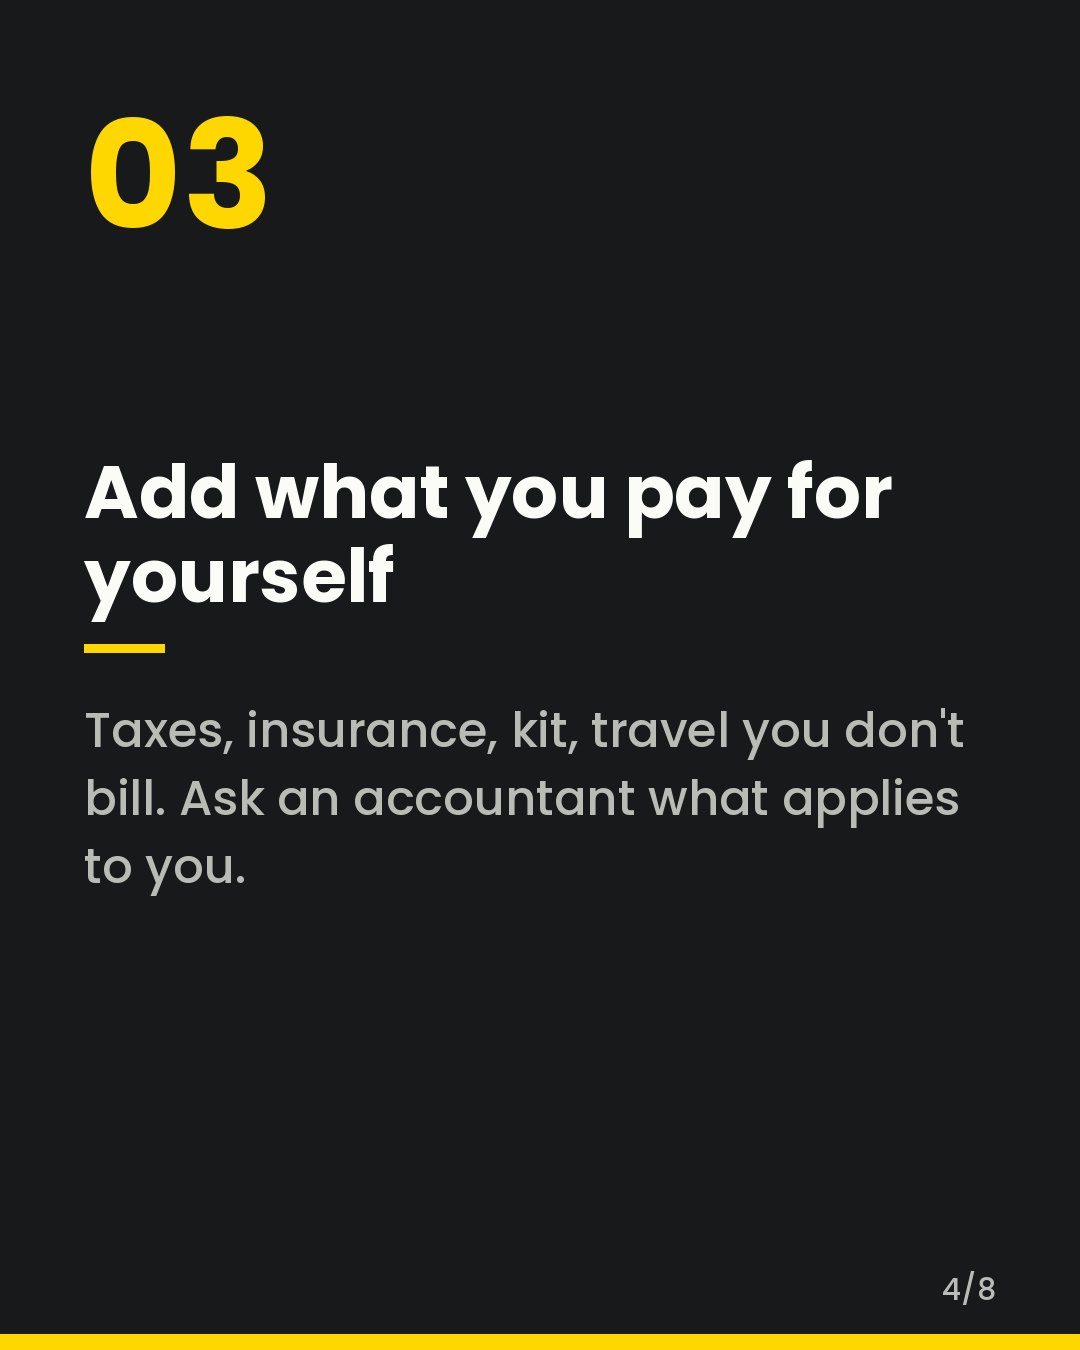 03
Add what you pay for
yourself
Taxes, insurance, kit, travel you don't
bill. Ask an accountant what applies
to you.
4/8